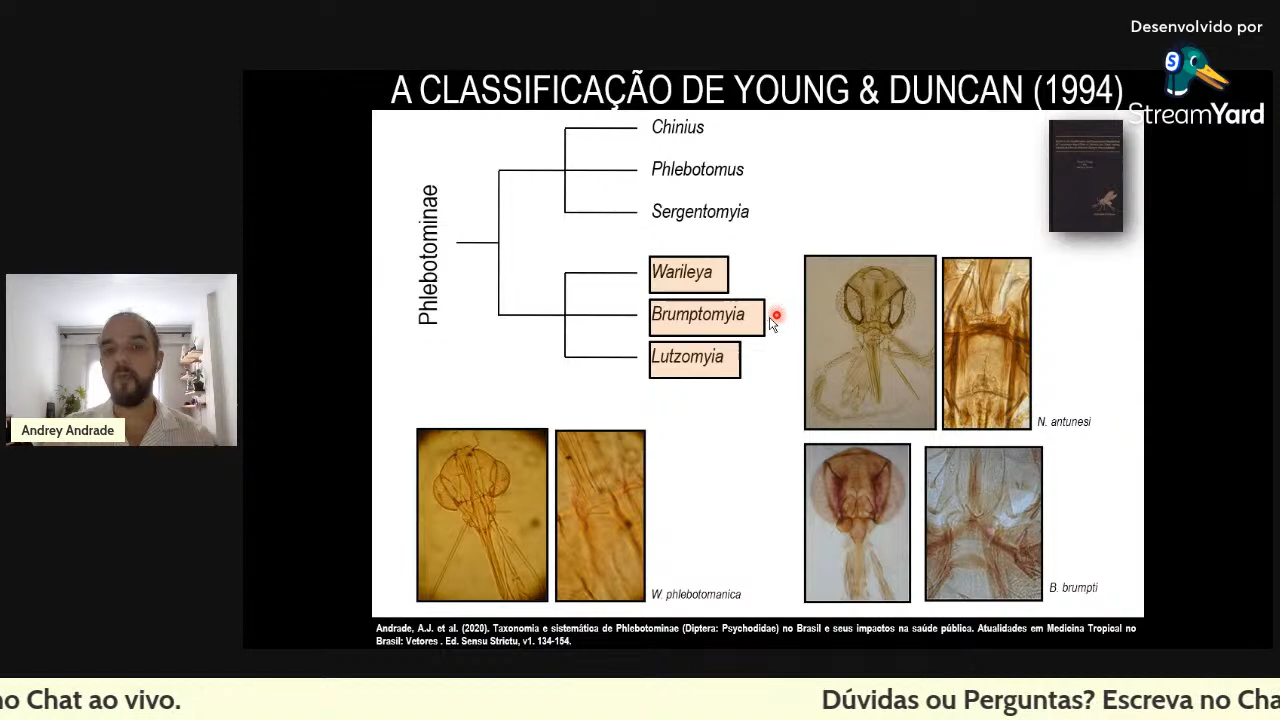 Desenvolvido por
StreamYard
A CLASSIFICAÇÃO DE YOUNG & DUNCAN (1994)
Phlebotominae
Chinius
Phlebotomus
Sergentomyia
Warileya
Brumptomyia
Lutzomyia
N. antunesi
W. phlebotomanica
B. brumpti
Andrey Andrade
Andrade, A.J. et al. (2020). Taxonomia e sistemática de Phlebotominae (Diptera: Psychodidae) no Brasil e seus impactos na saúde pública. Atualidades em Medicina Tropical no
Brasil: Vetores . Ed. Sensu Strictu, v1. 134-154.
no Chat ao vivo.
Dúvidas ou Perguntas? Escreva no Cha